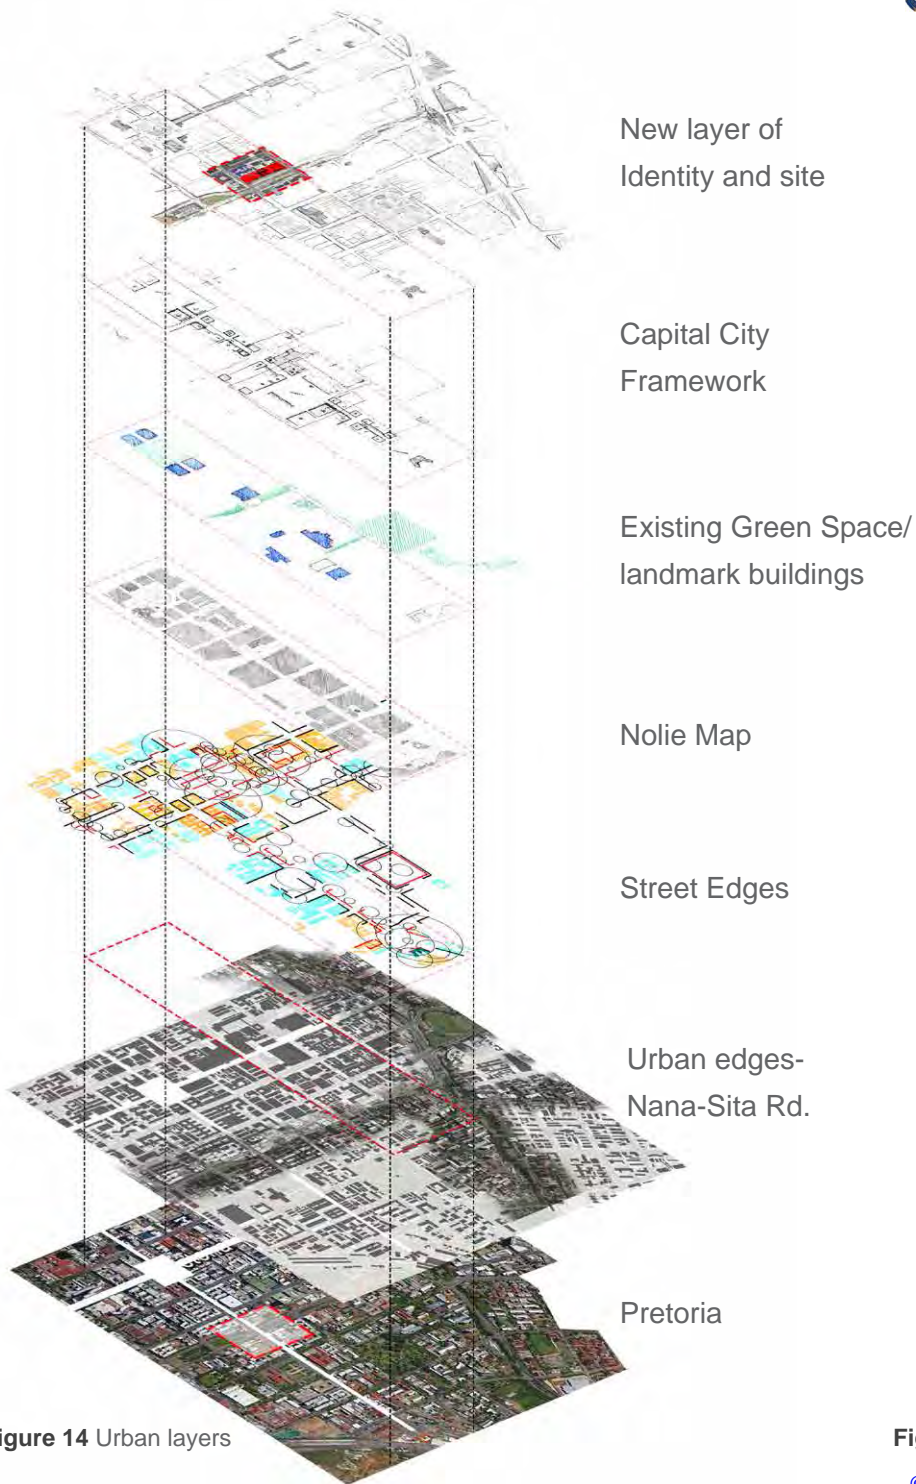 New layer of
Identity and site
Capital City
Framework
Existing Green Space/
landmark buildings
Nolie Map
Street Edges
Urban edges-
Nana-Sita Rd.
Pretoria
igure 14 Urban layers
Fig